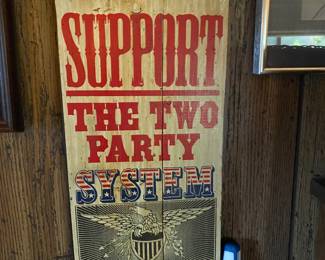 SUPPORT
THE TWO
PARTY
SYSTEM